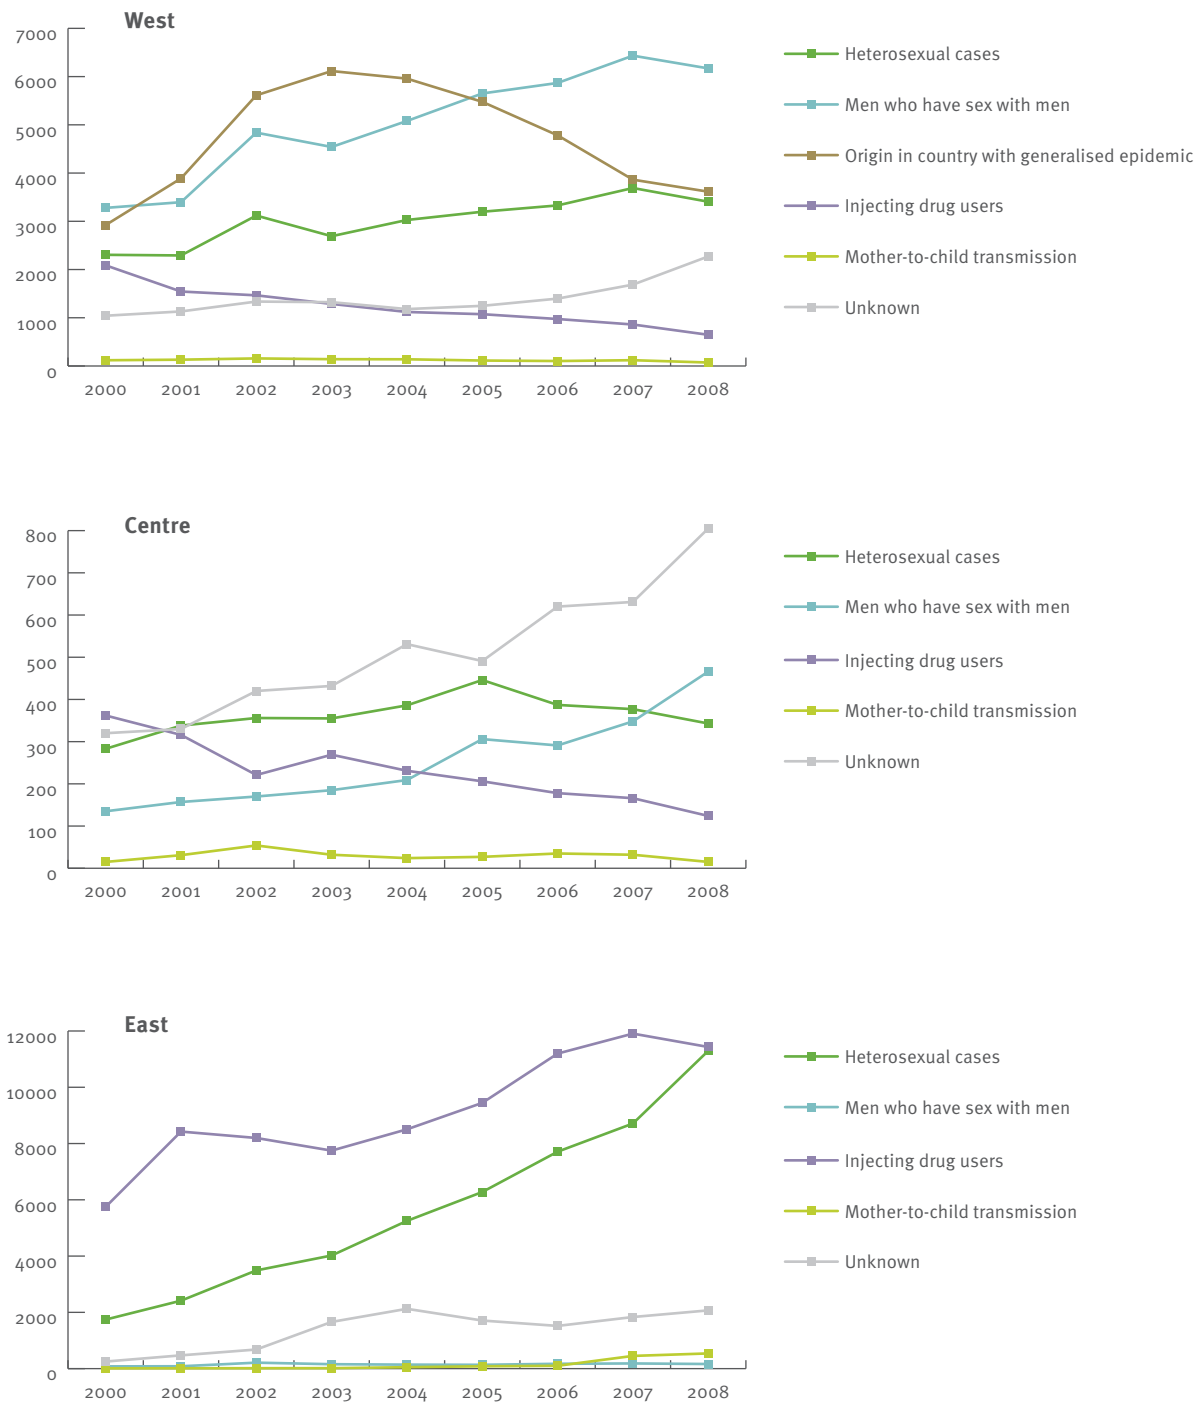 West
7000
6000
5000
4000
3000
2000
1000
0
2000 2001 2002 2003 2004 2005 2006 2007 2008
Heterosexual cases
Men who have sex with men
Origin in country with generalised epidemic
Injecting drug users
Mother-to-child transmission
Unknown
Centre
800
700
600
500
400
300
200
100
0
2000 2001 2002 2003 2004 2005 2006 2007 2008
Heterosexual cases
Men who have sex with men
Injecting drug users
Mother-to-child transmission
Unknown
East
12000
10000
8000
6000
4000
2000
0
2000 2001 2002 2003 2004 2005 2006 2007 2008
Heterosexual cases
Men who have sex with men
Injecting drug users
Mother-to-child transmission
Unknown